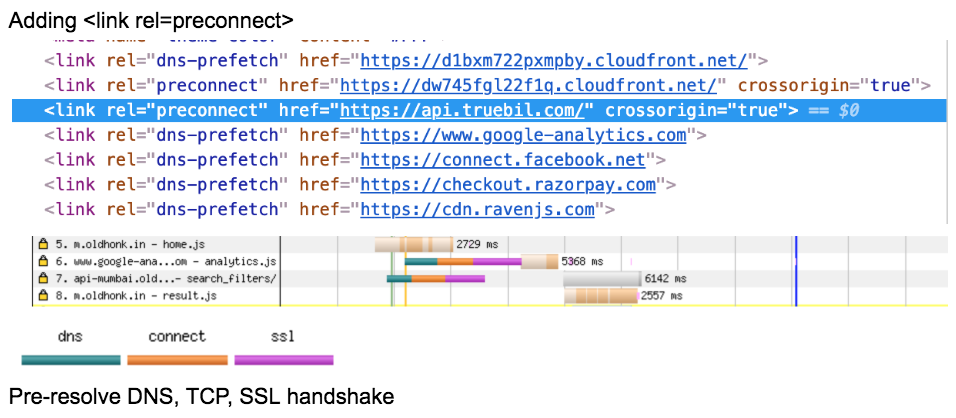 Adding <link rel=preconnect>
<link rel="dns-prefetch" href="https://d1bxm722pxmpby.cloudfront.net/">
<link rel="preconnect" href="https://dw745fgl22f1q.cloudfront.net/" crossorigin="true">
<link rel="preconnect" href="https://api.truebil.com/" crossorigin="true"> == $0
<link rel="dns-prefetch" href="https://www.google-analytics.com">
<link rel="dns-prefetch" href="https://connect.facebook.net">
<link rel="dns-prefetch" href="https://checkout.razorpay.com">
<link rel="dns-prefetch" href="https://cdn.ravenjs.com">
5. m.oldhonk.in - home.js 2729 ms
6. www.google-ana...om - analytics.js 5368 ms
7. api-mumbai.old...- search_filters/ 6142 ms
8. m.oldhonk.in - result.js 2557 ms
dns connect ssl
Pre-resolve DNS, TCP, SSL handshake